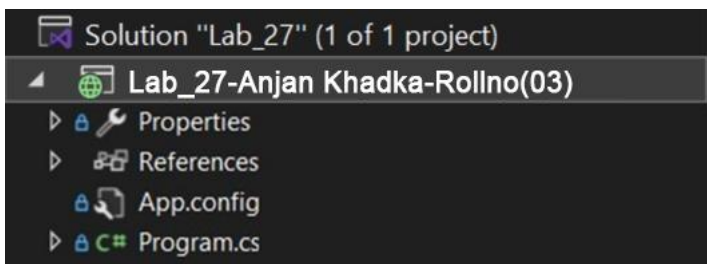 Solution "Lab_27" (1 of 1 project)
Lab_27-Anjan Khadka-Rollno(03)
Properties
References
App.config
C# Program.cs